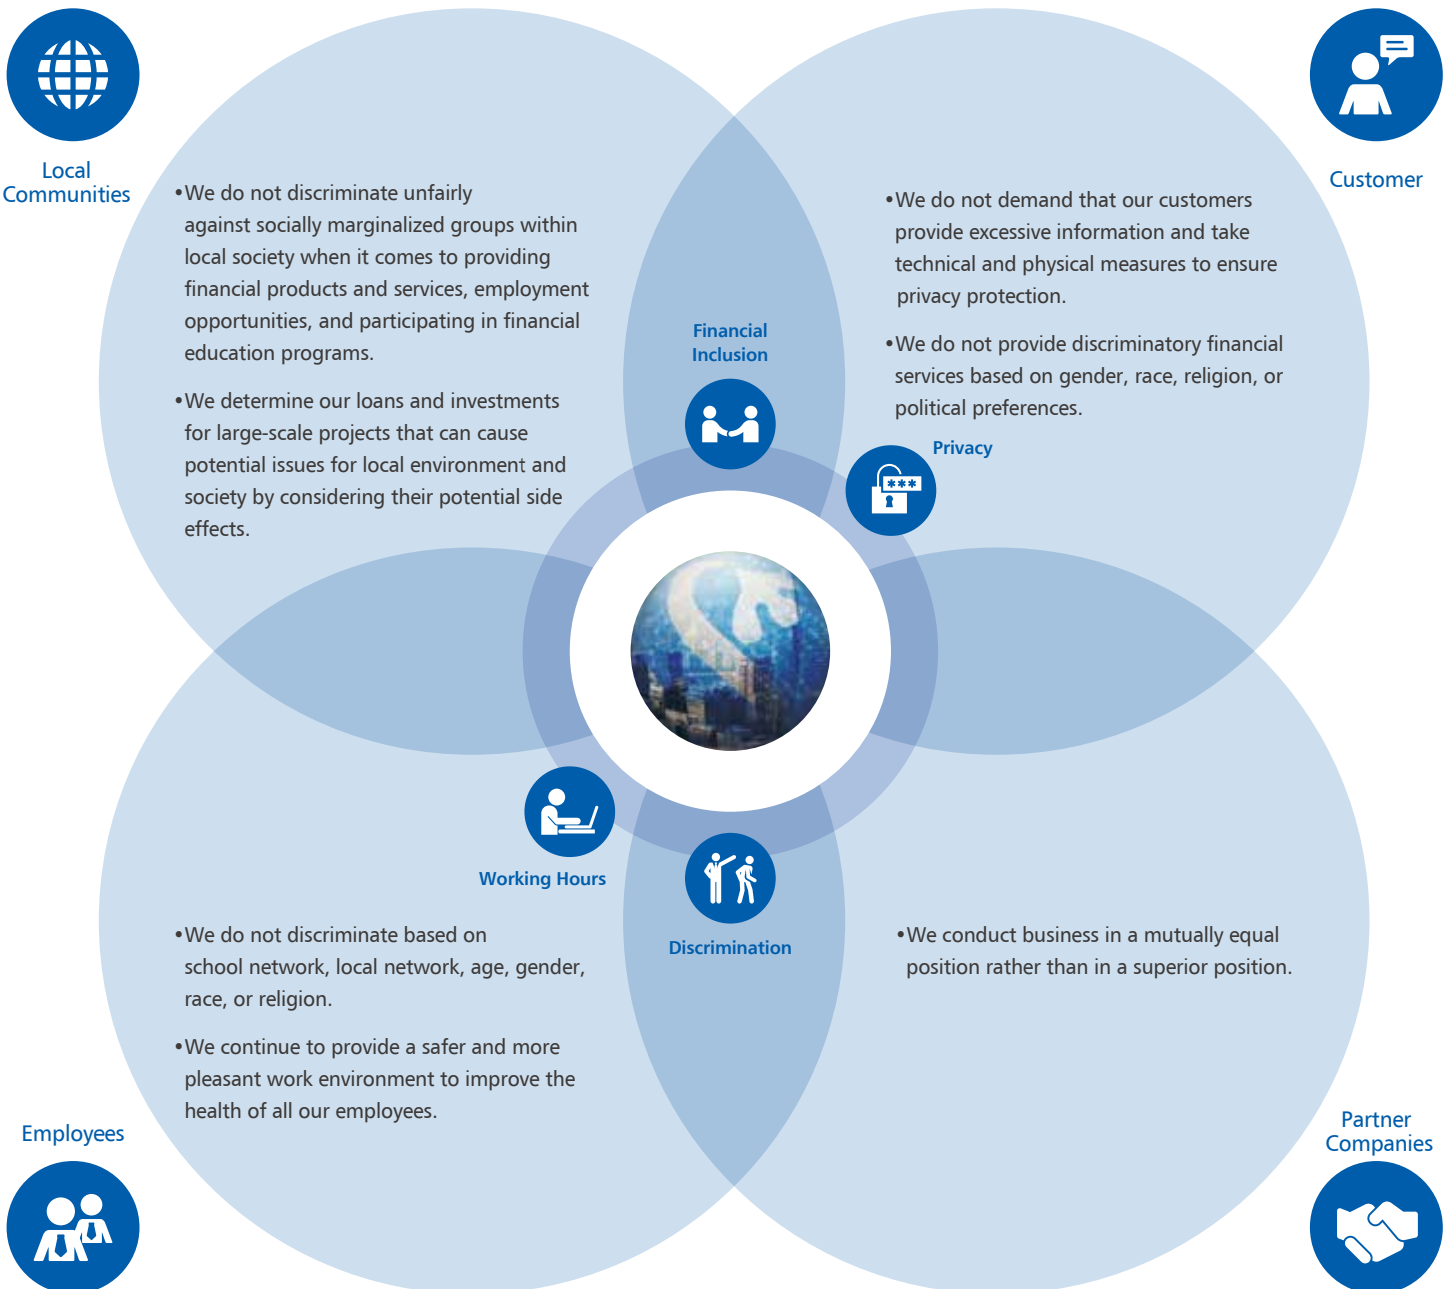 Local
Communities
•We do not discriminate unfairly
against socially marginalized groups within
local society when it comes to providing
financial products and services, employment
opportunities, and participating in financial
education programs.
•We determine our loans and investments
for large-scale projects that can cause
potential issues for local environment and
society by considering their potential side
effects.
Customer
•We do not demand that our customers
provide excessive information and take
technical and physical measures to ensure
privacy protection.
•We do not provide discriminatory financial
services based on gender, race, religion, or
political preferences.
Financial
Inclusion
Privacy
***
Working Hours
Discrimination
•We do not discriminate based on
school network, local network, age, gender,
race, or religion.
•We continue to provide a safer and more
pleasant work environment to improve the
health of all our employees.
Employees
•We conduct business in a mutually equal
position rather than in a superior position.
Partner
Companies